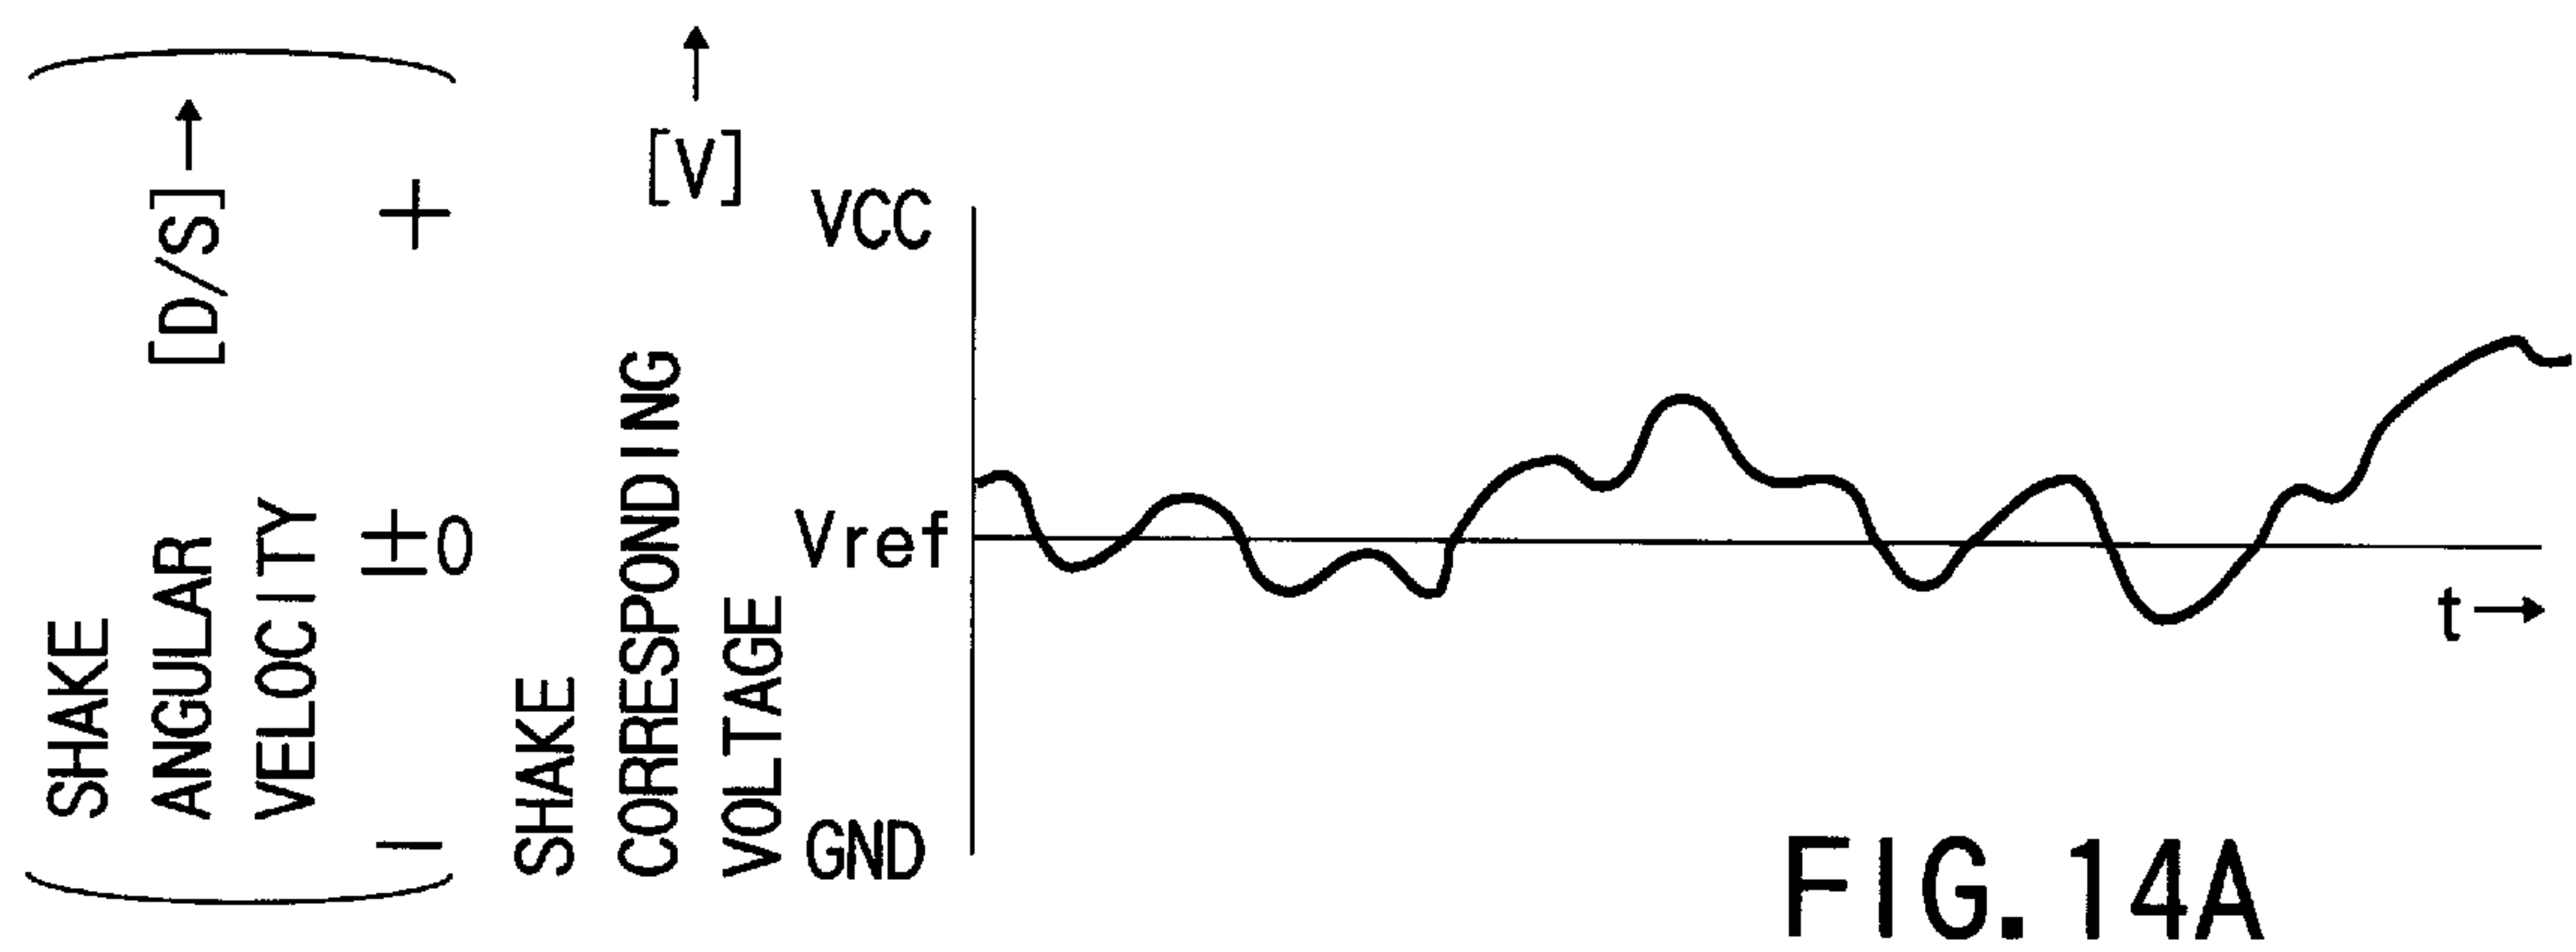 SHAKE
ANGULAR
VELOCITY
[D/S]→
+
±0
−
SHAKE
CORRESPONDING
VOLTAGE
[V]
↑
VCC
Vref
GND
t→
FIG.14A